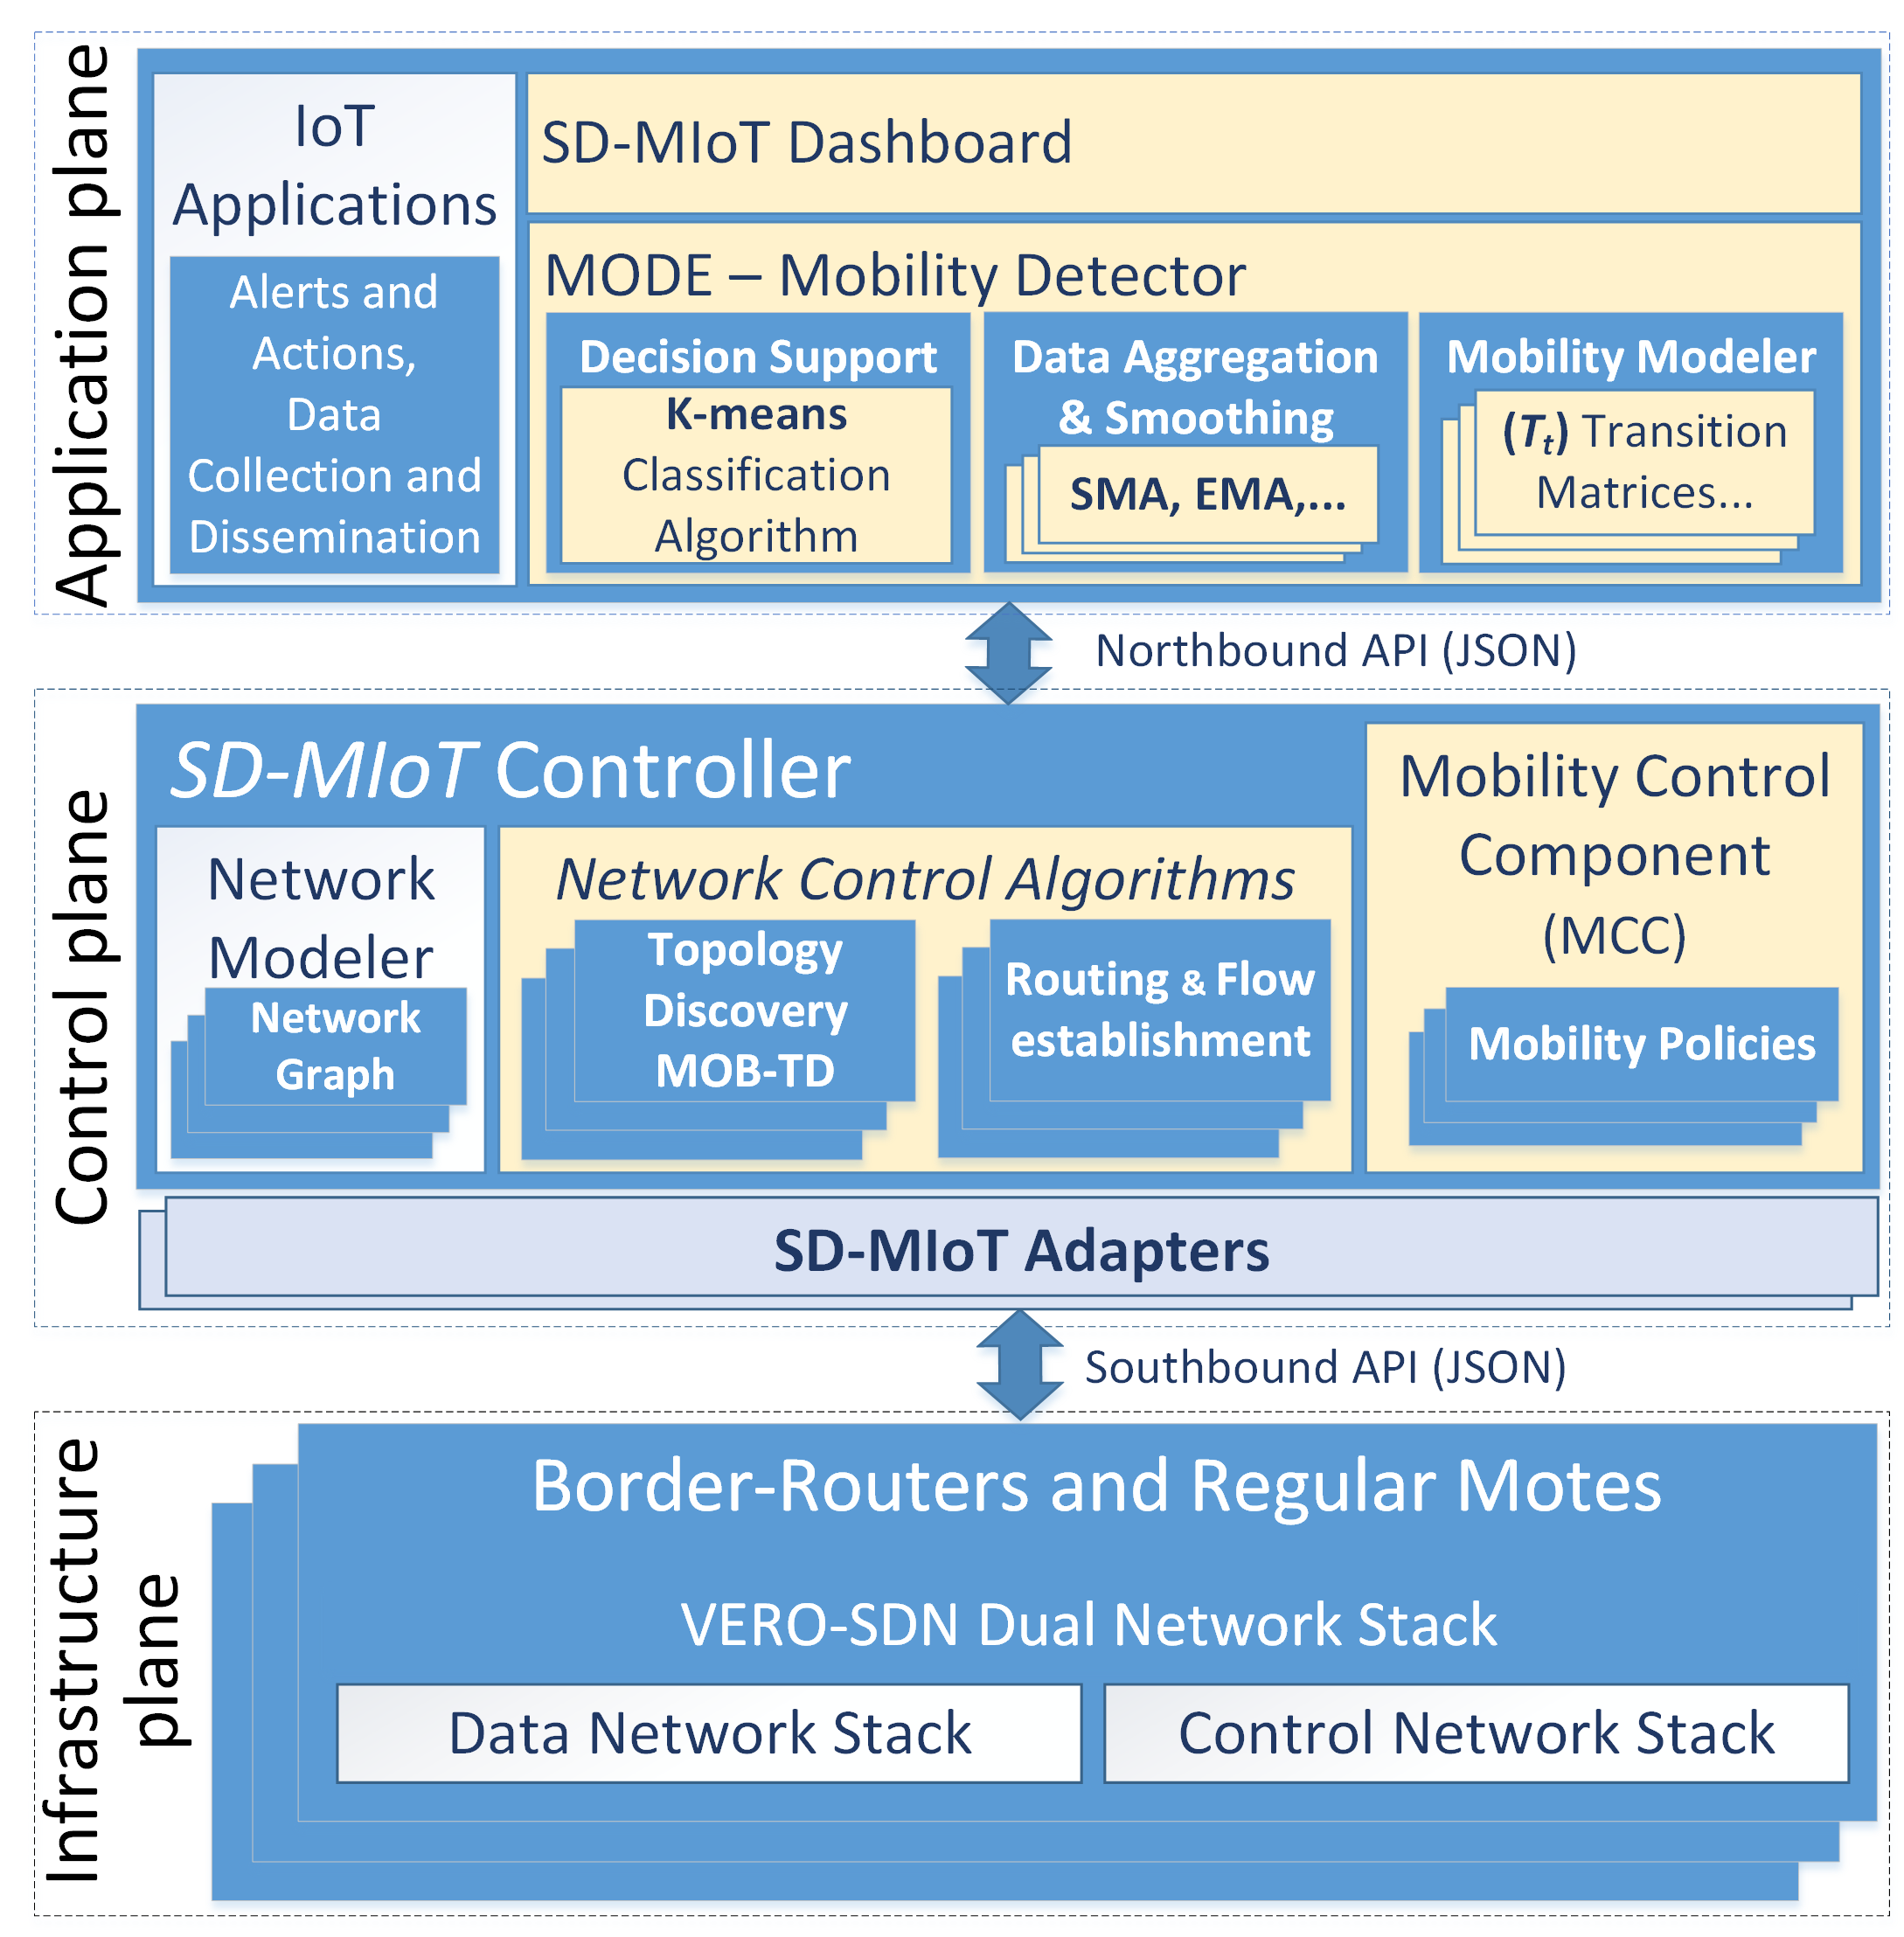 Application plane
IoT
Applications
Alerts and
Actions,
Data
Collection and
Dissemination
SD-MIoT Dashboard
MODE – Mobility Detector
Decision Support
K-means
Classification
Algorithm
Data Aggregation
& Smoothing
SMA, EMA,...
Mobility Modeler
(Tt) Transition
Matrices...
Northbound API (JSON)
Control plane
SD-MIoT Controller
Network
Modeler
Network
Graph
Network Control Algorithms
Topology
Discovery
MOB-TD
Routing & Flow
establishment
Mobility Control
Component
(MCC)
Mobility Policies
SD-MIoT Adapters
Southbound API (JSON)
Infrastructure
plane
Border-Routers and Regular Motes
VERO-SDN Dual Network Stack
Data Network Stack
Control Network Stack